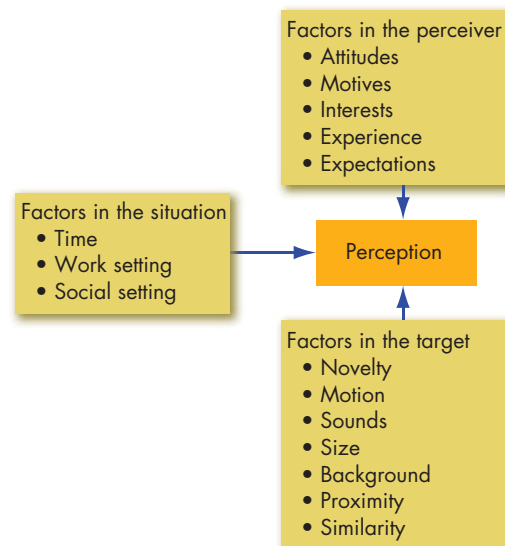 Factors in the perceiver
• Attitudes
• Motives
• Interests
• Experience
• Expectations
Factors in the situation
• Time
• Work setting
• Social setting
Perception
Factors in the target
• Novelty
• Motion
• Sounds
• Size
• Background
• Proximity
• Similarity